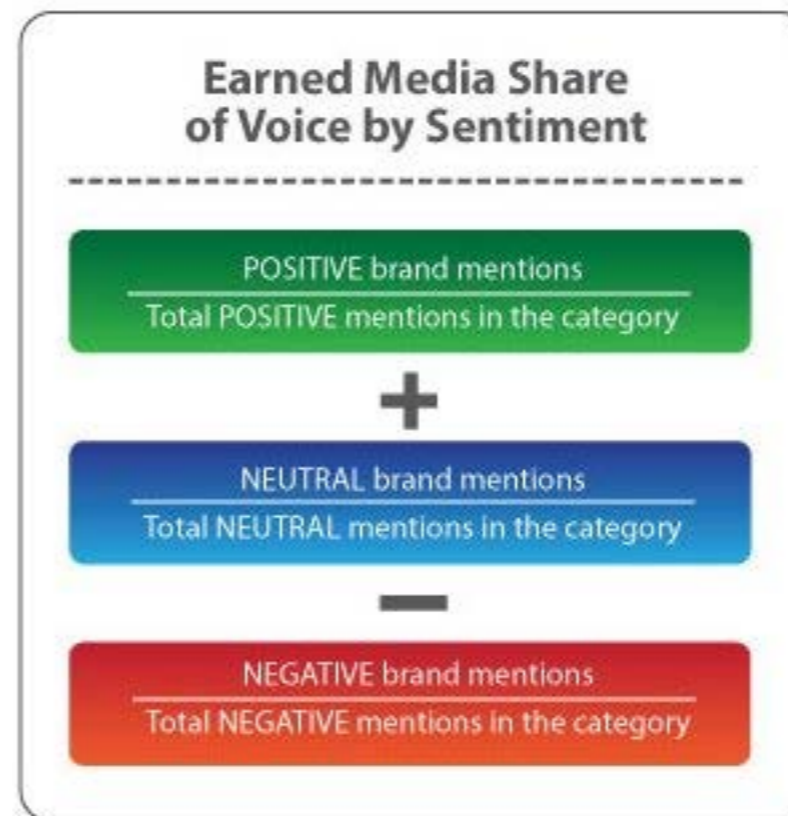 Earned Media Share
of Voice by Sentiment
POSITIVE brand mentions
Total POSITIVE mentions in the category
+
NEUTRAL brand mentions
Total NEUTRAL mentions in the category
−
NEGATIVE brand mentions
Total NEGATIVE mentions in the category